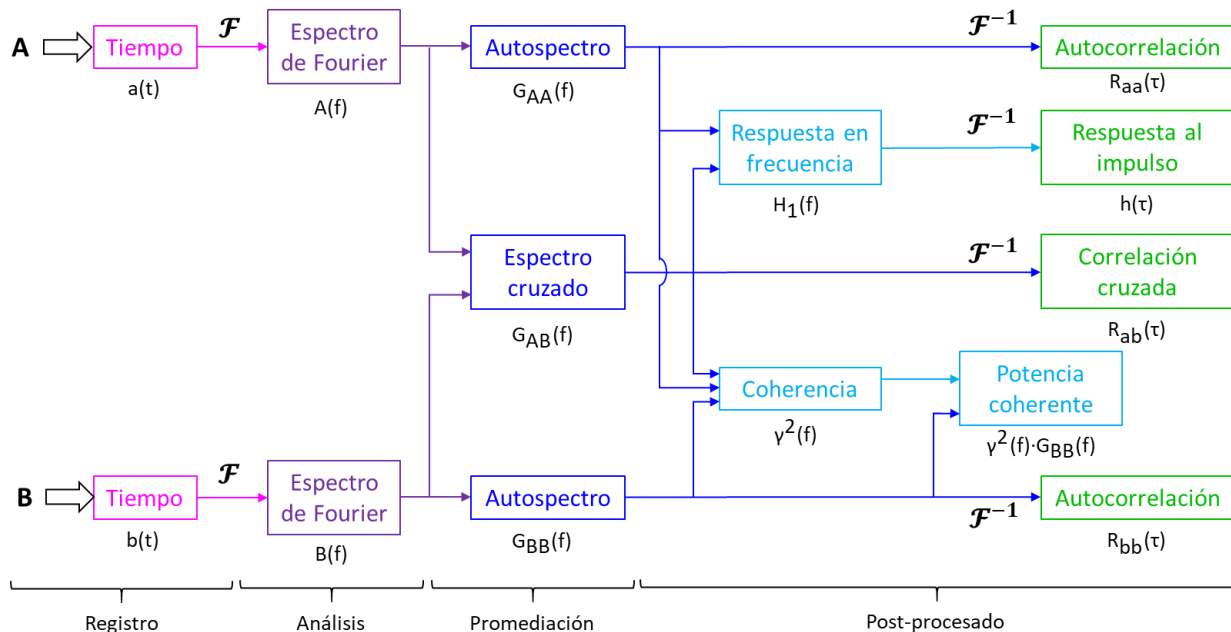 A
Tiempo
a(t)
ℱ
Espectro
de Fourier
A(f)
Autospectro
G_AA(f)
ℱ⁻¹
Autocorrelación
R_aa(τ)
Respuesta en
frecuencia
H_1(f)
ℱ⁻¹
Respuesta al
impulso
h(τ)
Espectro
cruzado
G_AB(f)
ℱ⁻¹
Correlación
cruzada
R_ab(τ)
Coherencia
γ²(f)
Potencia
coherente
γ²(f)·G_BB(f)
B
Tiempo
b(t)
ℱ
Espectro
de Fourier
B(f)
Autospectro
G_BB(f)
ℱ⁻¹
Autocorrelación
R_bb(τ)
Registro
Análisis
Promediación
Post-procesado